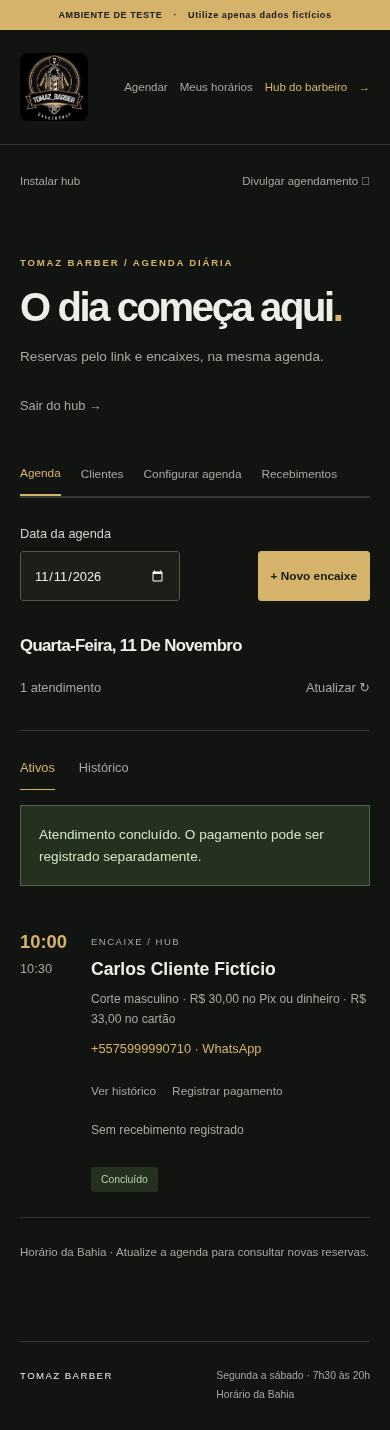 AMBIENTE DE TESTE · Utilize apenas dados fictícios
TOMAZ_BARBER
BARBERSHOP
Agendar Meus horários Hub do barbeiro →
Instalar hub Divulgar agendamento
TOMAZ BARBER / AGENDA DIÁRIA
O dia começa aqui.
Reservas pelo link e encaixes, na mesma agenda.
Sair do hub →
Agenda Clientes Configurar agenda Recebimentos
Data da agenda
11/11/2026
+ Novo encaixe
Quarta-Feira, 11 De Novembro
1 atendimento Atualizar ↻
Ativos Histórico
Atendimento concluído. O pagamento pode ser
registrado separadamente.
10:00 ENCAIXE / HUB
10:30 Carlos Cliente Fictício
Corte masculino · R$ 30,00 no Pix ou dinheiro · R$
33,00 no cartão
+5575999990710 · WhatsApp
Ver histórico Registrar pagamento
Sem recebimento registrado
Concluído
Horário da Bahia · Atualize a agenda para consultar novas reservas.
TOMAZ BARBER Segunda a sábado · 7h30 às 20h
Horário da Bahia